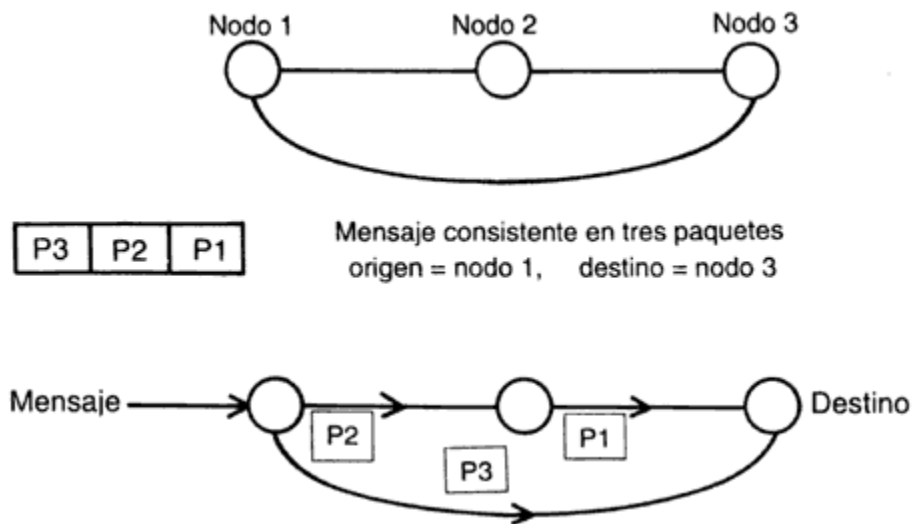 Nodo 1 Nodo 2 Nodo 3
P3 P2 P1
Mensaje consistente en tres paquetes
origen = nodo 1, destino = nodo 3
Mensaje Destino
P2 P1
P3